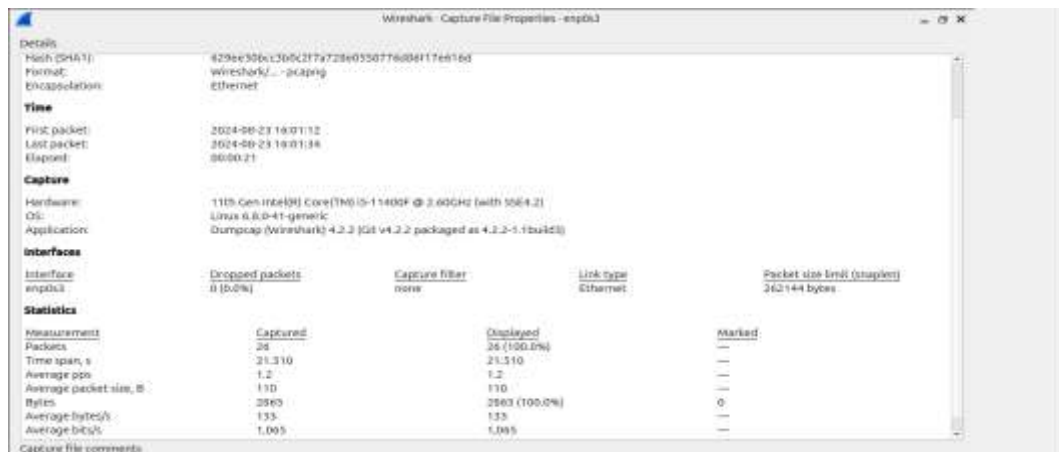 Wireshark · Capture File Properties · enp0s3
Details
Hash (SHA1):
Format: Wireshark/... - pcapng
Encapsulation: Ethernet
Time
First packet: 2024-08-23 16:01:12
Last packet: 2024-08-23 16:01:34
Elapsed: 00:00:21
Capture
Hardware: 11th Gen Intel(R) Core(TM) i5-11400F @ 2.60GHz (with SSE4.2)
OS: Linux 6.8.0-41-generic
Application: Dumpcap (Wireshark) 4.2.2 (Git v4.2.2 packaged as 4.2.2-1.1build3)
Interfaces
Interface Dropped packets Capture filter Link type Packet size limit (snaplen)
enp0s3 0 (0.0%) none Ethernet 262144 bytes
Statistics
Measurement Captured Displayed Marked
Packets 26 26 (100.0%) —
Time span, s 21.310 21.310 —
Average pps 1.2 1.2 —
Average packet size, B 110 110 —
Bytes 2863 2863 (100.0%) 0
Average bytes/s 133 133 —
Average bits/s 1,065 1,065 —
Capture file comments